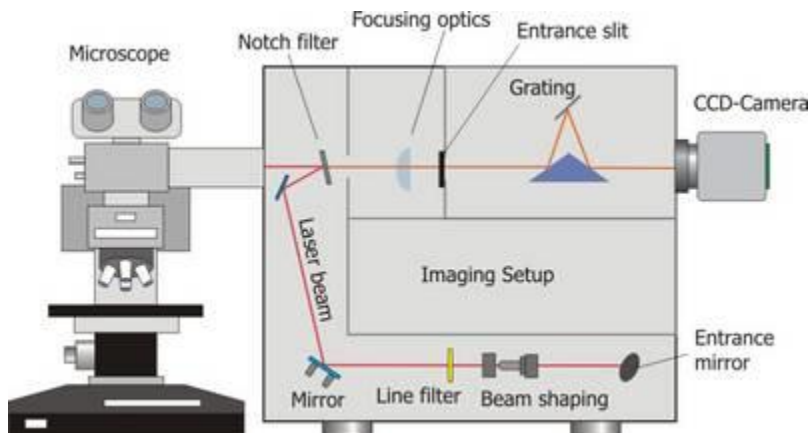 Focusing optics
Notch filter
Entrance slit
Microscope
Grating
CCD-Camera
Laser beam
Imaging Setup
Entrance
mirror
Mirror
Line filter
Beam shaping